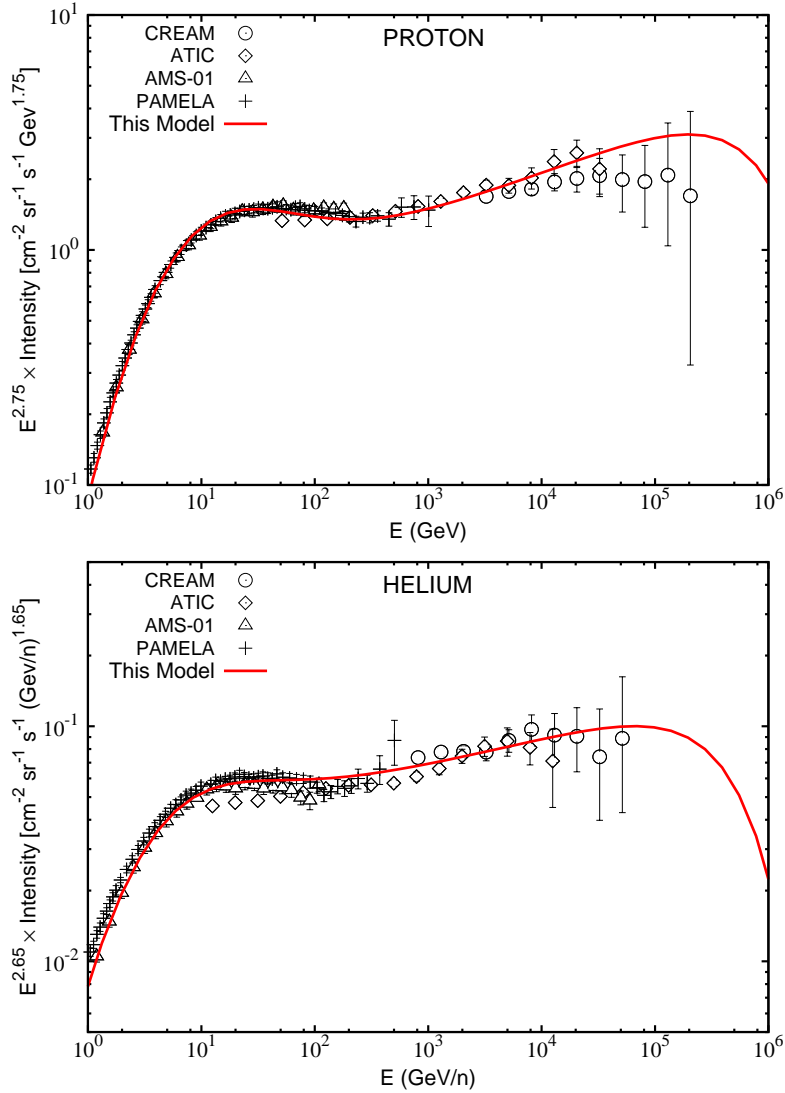 PROTON
CREAM
ATIC
AMS-01
PAMELA
This Model
E^2.75 × Intensity [cm^-2 sr^-1 s^-1 Gev^1.75]
10^1
10^0
10^-1
10^0 10^1 10^2 10^3 10^4 10^5 10^6
E (GeV)
HELIUM
CREAM
ATIC
AMS-01
PAMELA
This Model
E^2.65 × Intensity [cm^-2 sr^-1 s^-1 (Gev/n)^1.65]
10^-1
10^-2
10^0 10^1 10^2 10^3 10^4 10^5 10^6
E (GeV/n)